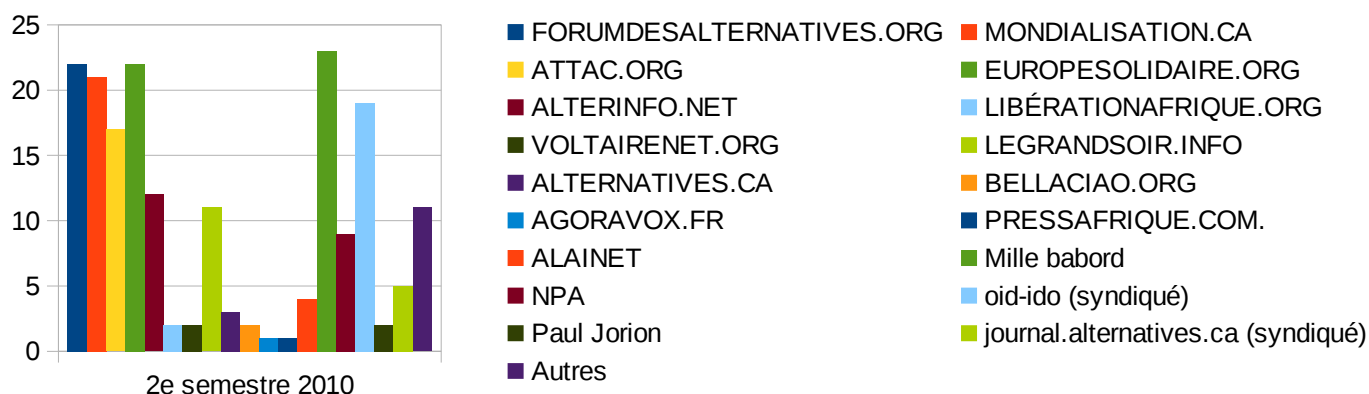 25
20
15
10
5
0
2e semestre 2010
FORUMDESALTERNATIVES.ORG MONDIALISATION.CA
ATTAC.ORG EUROPESOLIDAIRE.ORG
ALTERINFO.NET LIBÉRATIONAFRIQUE.ORG
VOLTAIRENET.ORG LEGRANDSOIR.INFO
ALTERNATIVES.CA BELLACIAO.ORG
AGORAVOX.FR PRESSAFRIQUE.COM.
ALAINET Mille babord
NPA oid-ido (syndiqué)
Paul Jorion journal.alternatives.ca (syndiqué)
Autres